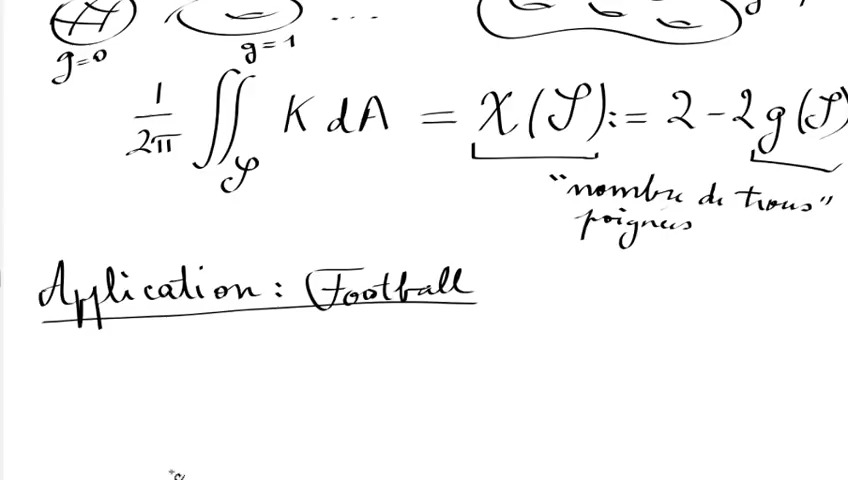 g=0 g=1 ...
1/2π ∬_𝒮 K dA = χ(𝒮) := 2 - 2g(𝒮)
"nombre de trous"
poignées
Application : Football